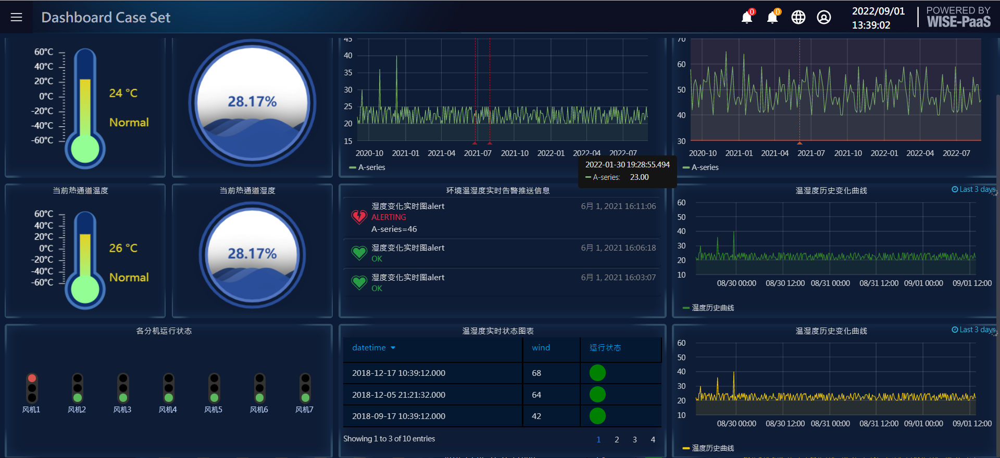 Dashboard Case Set
0
0
2022/09/01
13:39:02
POWERED BY
WISE-PaaS
60°C
40°C
20°C
0°C
-20°C
-40°C
-60°C
24 °C
Normal
28.17%
45
40
35
30
25
20
15
2020-10 2021-01 2021-04 2021-07 2021-10 2022-01 2022-04 2022-07
A-series
2022-01-30 19:28:55.494
A-series: 23.00
70
60
50
40
30
2020-10 2021-01 2021-04 2021-07 2021-10 2022-01 2022-04 2022-07
A-series
当前热通道温度
60°C
40°C
20°C
0°C
-20°C
-40°C
-60°C
26 °C
Normal
当前热通道湿度
28.17%
环境温湿度实时告警推送信息
湿度变化实时图alert 6月 1, 2021 16:11:06
ALERTING
A-series=46
湿度变化实时图alert 6月 1, 2021 16:06:18
OK
湿度变化实时图alert 6月 1, 2021 16:03:07
OK
温湿度历史变化曲线
Last 3 days
60
50
40
30
20
10
08/30 00:00 08/30 12:00 08/31 00:00 08/31 12:00 09/01 00:00 09/01 12:00
温度历史曲线
各分机运行状态
风机1 风机2 风机3 风机4 风机5 风机6 风机7
温湿度实时状态图表
datetime wind 运行状态
2018-12-17 10:39:12.000 68
2018-12-05 21:21:32.000 64
2018-09-17 10:39:12.000 42
Showing 1 to 3 of 10 entries 1 2 3 4
温湿度历史变化曲线
Last 3 days
60
50
40
30
20
10
08/30 00:00 08/30 12:00 08/31 00:00 08/31 12:00 09/01 00:00 09/01 12:00
温度历史曲线